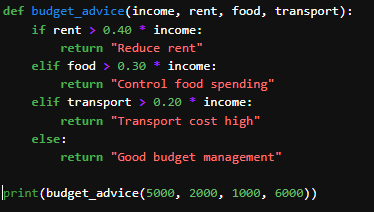 def budget_advice(income, rent, food, transport):
    if rent > 0.40 * income:
        return "Reduce rent"
    elif food > 0.30 * income:
        return "Control food spending"
    elif transport > 0.20 * income:
        return "Transport cost high"
    else:
        return "Good budget management"

print(budget_advice(5000, 2000, 1000, 6000))